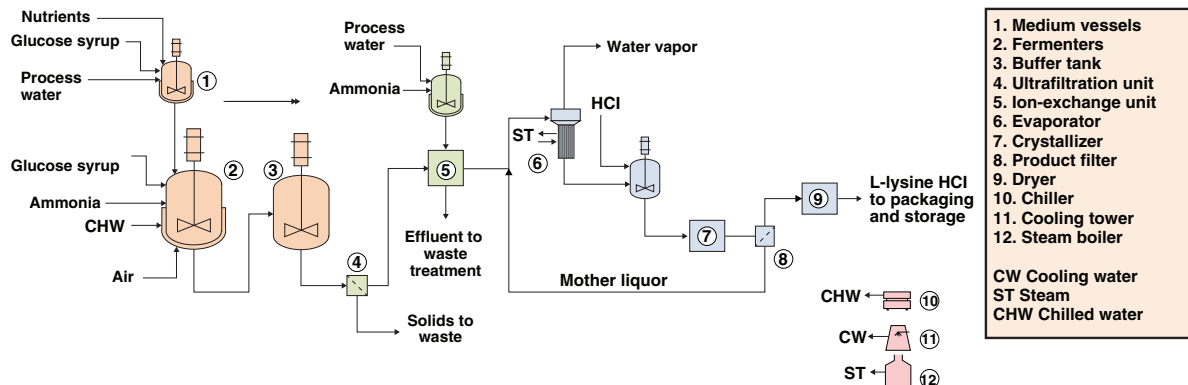 Nutrients
Glucose syrup
Process
water
1
Glucose syrup
Ammonia
CHW
Air
2
3
4
Solids to
waste
Process
water
Ammonia
5
Effluent to
waste
treatment
Water vapor
HCl
ST
6
7
8
Mother liquor
9
L-lysine HCl
to packaging
and storage
CHW
10
CW
11
ST
12
1. Medium vessels
2. Fermenters
3. Buffer tank
4. Ultrafiltration unit
5. Ion-exchange unit
6. Evaporator
7. Crystallizer
8. Product filter
9. Dryer
10. Chiller
11. Cooling tower
12. Steam boiler
CW Cooling water
ST Steam
CHW Chilled water